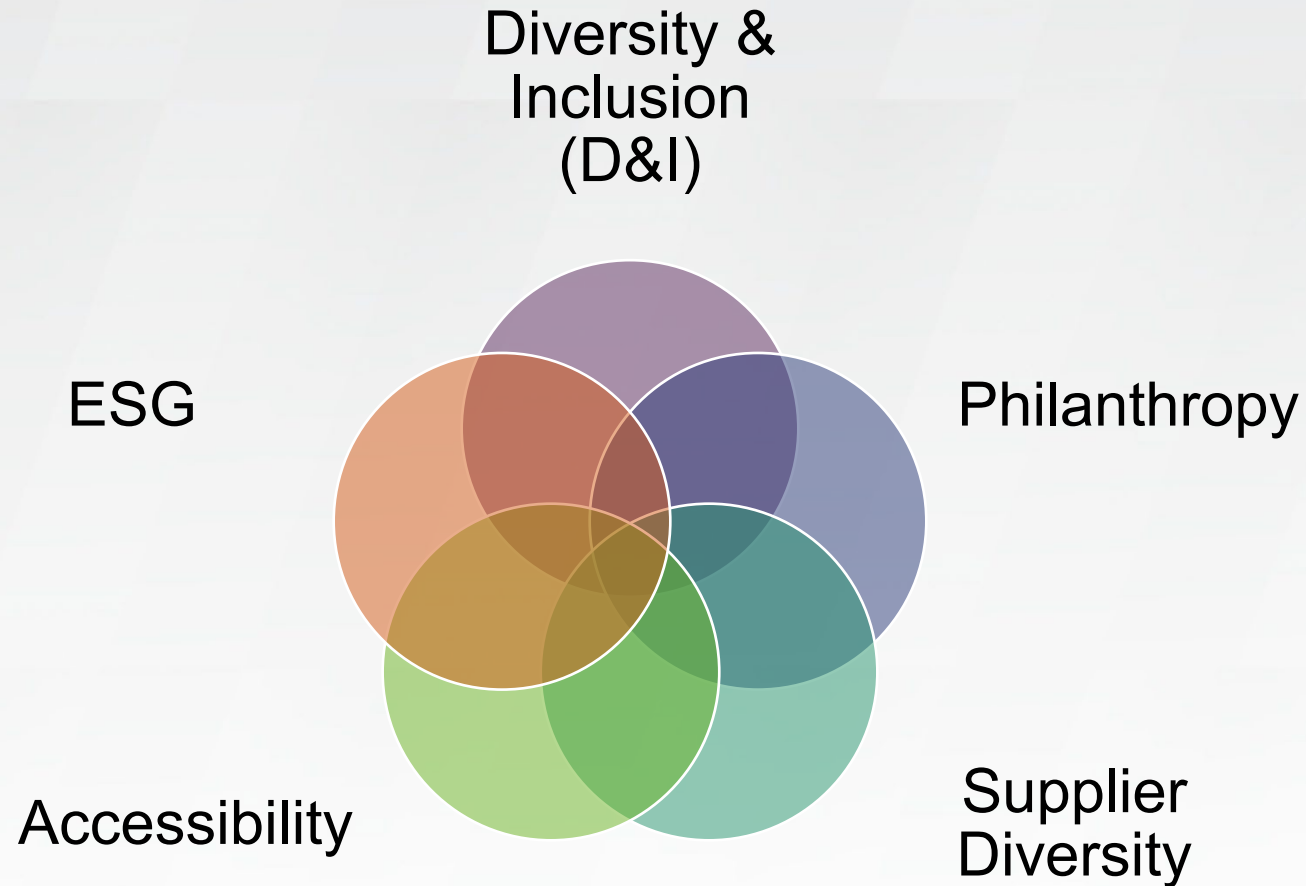 Diversity &
Inclusion
(D&I)
ESG
Philanthropy
Accessibility
Supplier
Diversity